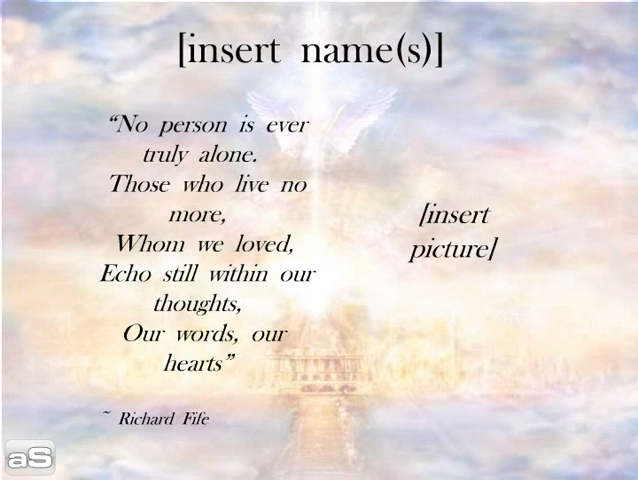 [insert name(s)]
“No person is ever
truly alone.
Those who live no
more,
Whom we loved,
Echo still within our
thoughts,
Our words, our
hearts”
~ Richard Fife
[insert
picture]
aS